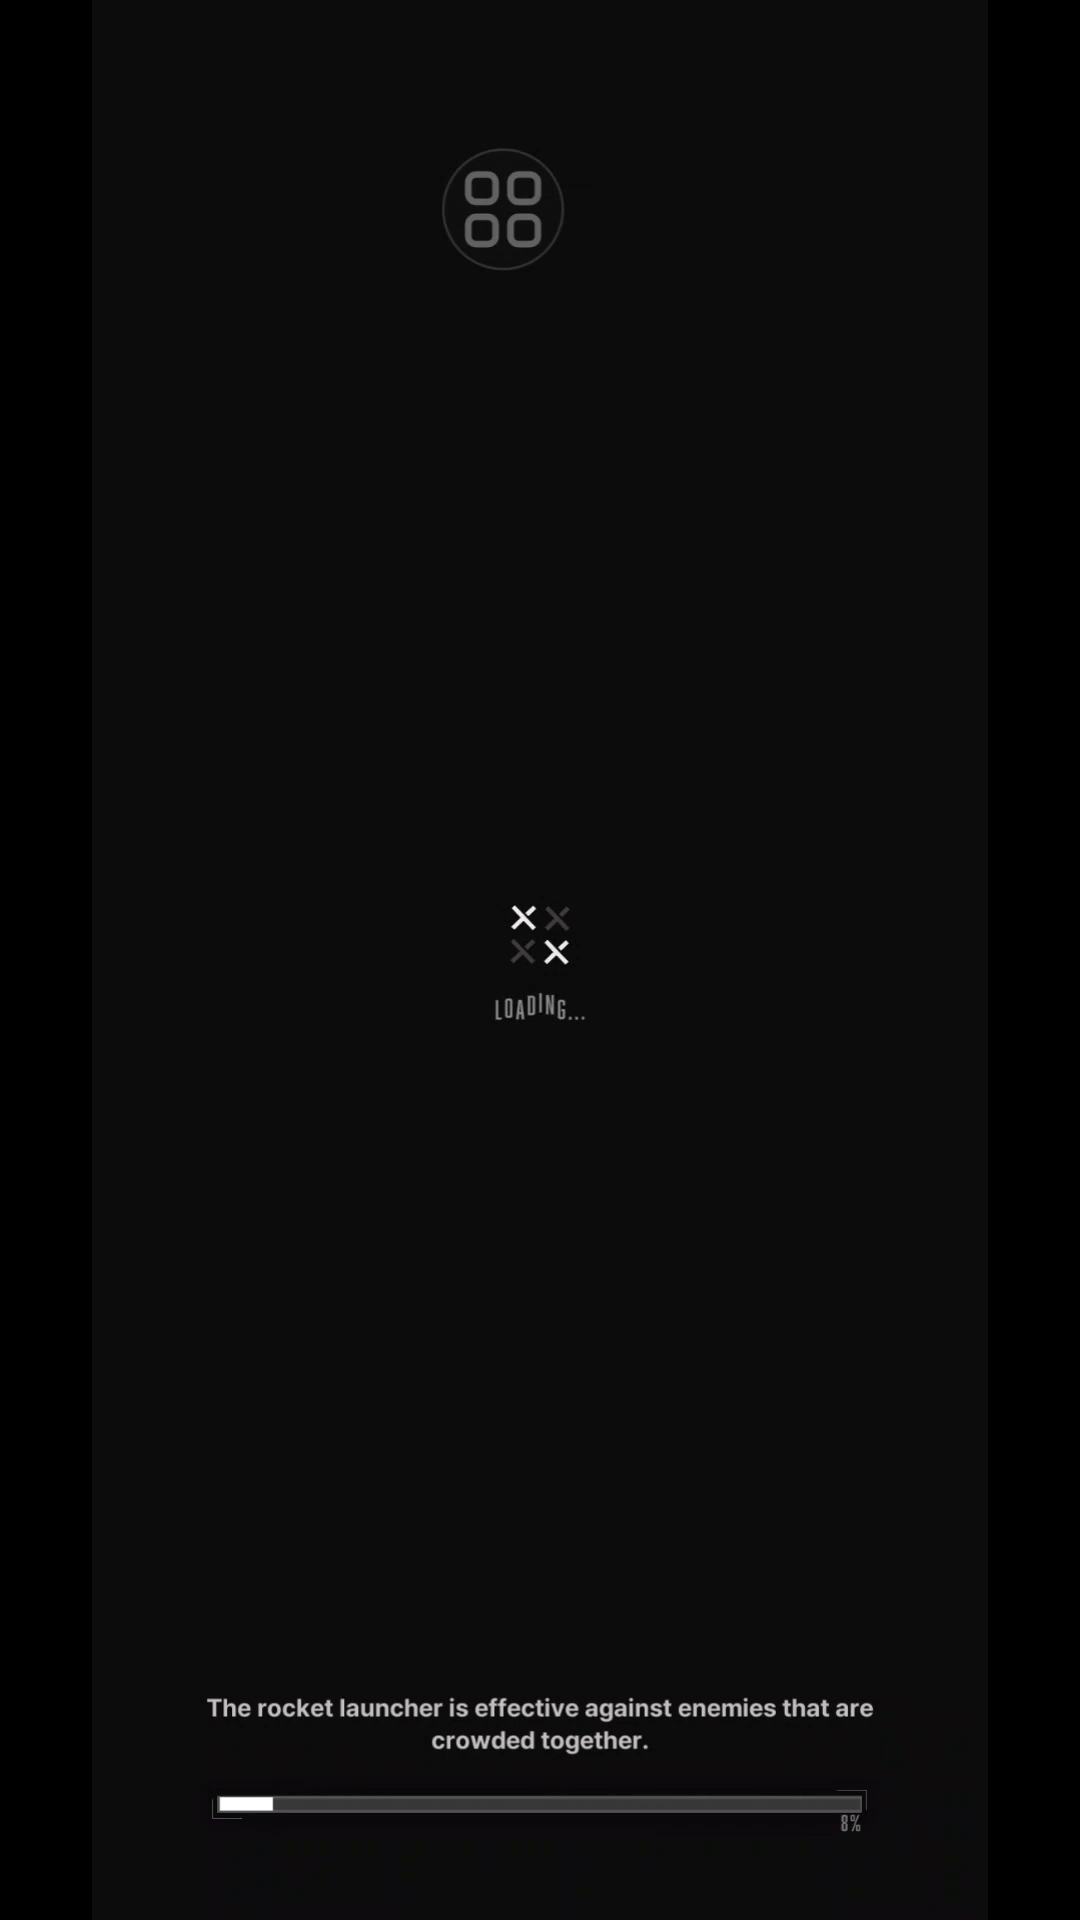 LOADING...
The rocket launcher is effective against enemies that are
crowded together.
8%